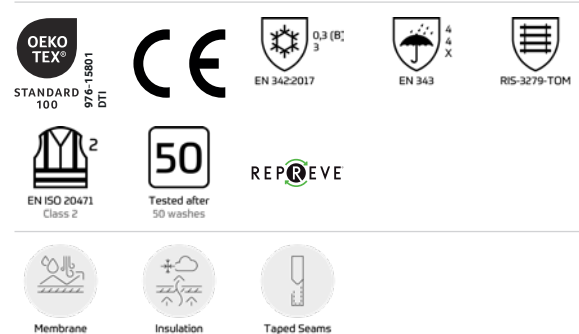 OEKO
TEX®
STANDARD
100
976-15801
DTI
CE
0,3 (B)
3
EN 342:2017
4
4
X
EN 343
RIS-3279-TOM
2
EN ISO 20471
Class 2
50
Tested after
50 washes
REPREVE
Membrane
Insulation
Taped Seams